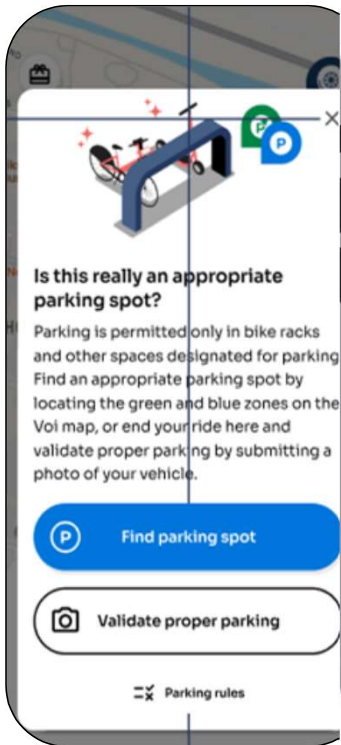 P
P
Is this really an appropriate
parking spot?
Parking is permitted only in bike racks
and other spaces designated for parking
Find an appropriate parking spot by
locating the green and blue zones on the
Voi map, or end your ride here and
validate proper parking by submitting a
photo of your vehicle.
P Find parking spot
Validate proper parking
Parking rules